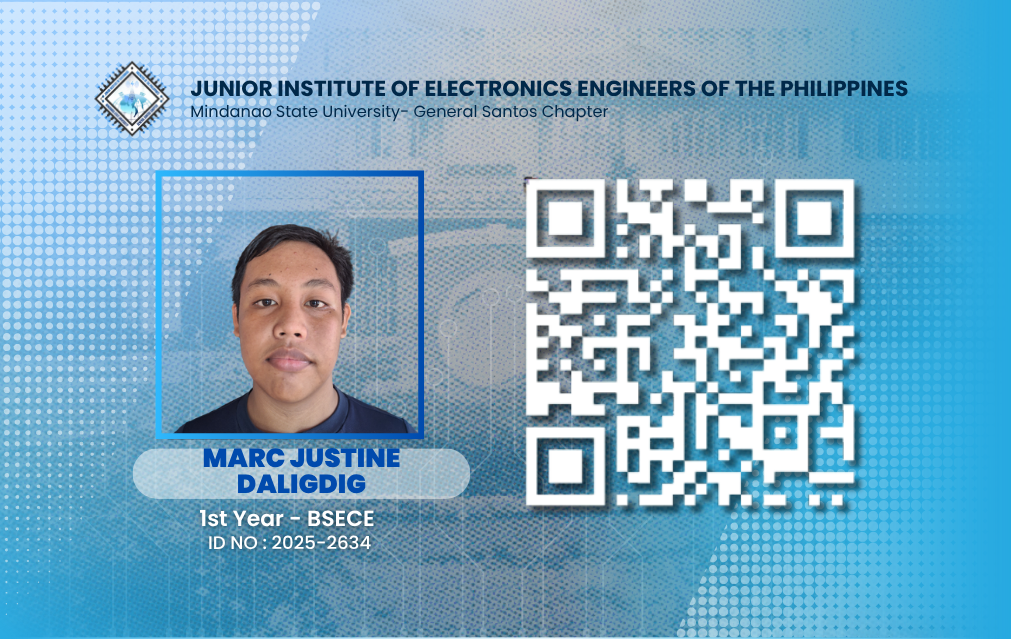 JUNIOR INSTITUTE OF ELECTRONICS ENGINEERS OF THE PHILIPPINES
Mindanao State University- General Santos Chapter
MARC JUSTINE
DALIGDIG
1st Year - BSECE
ID NO : 2025-2634